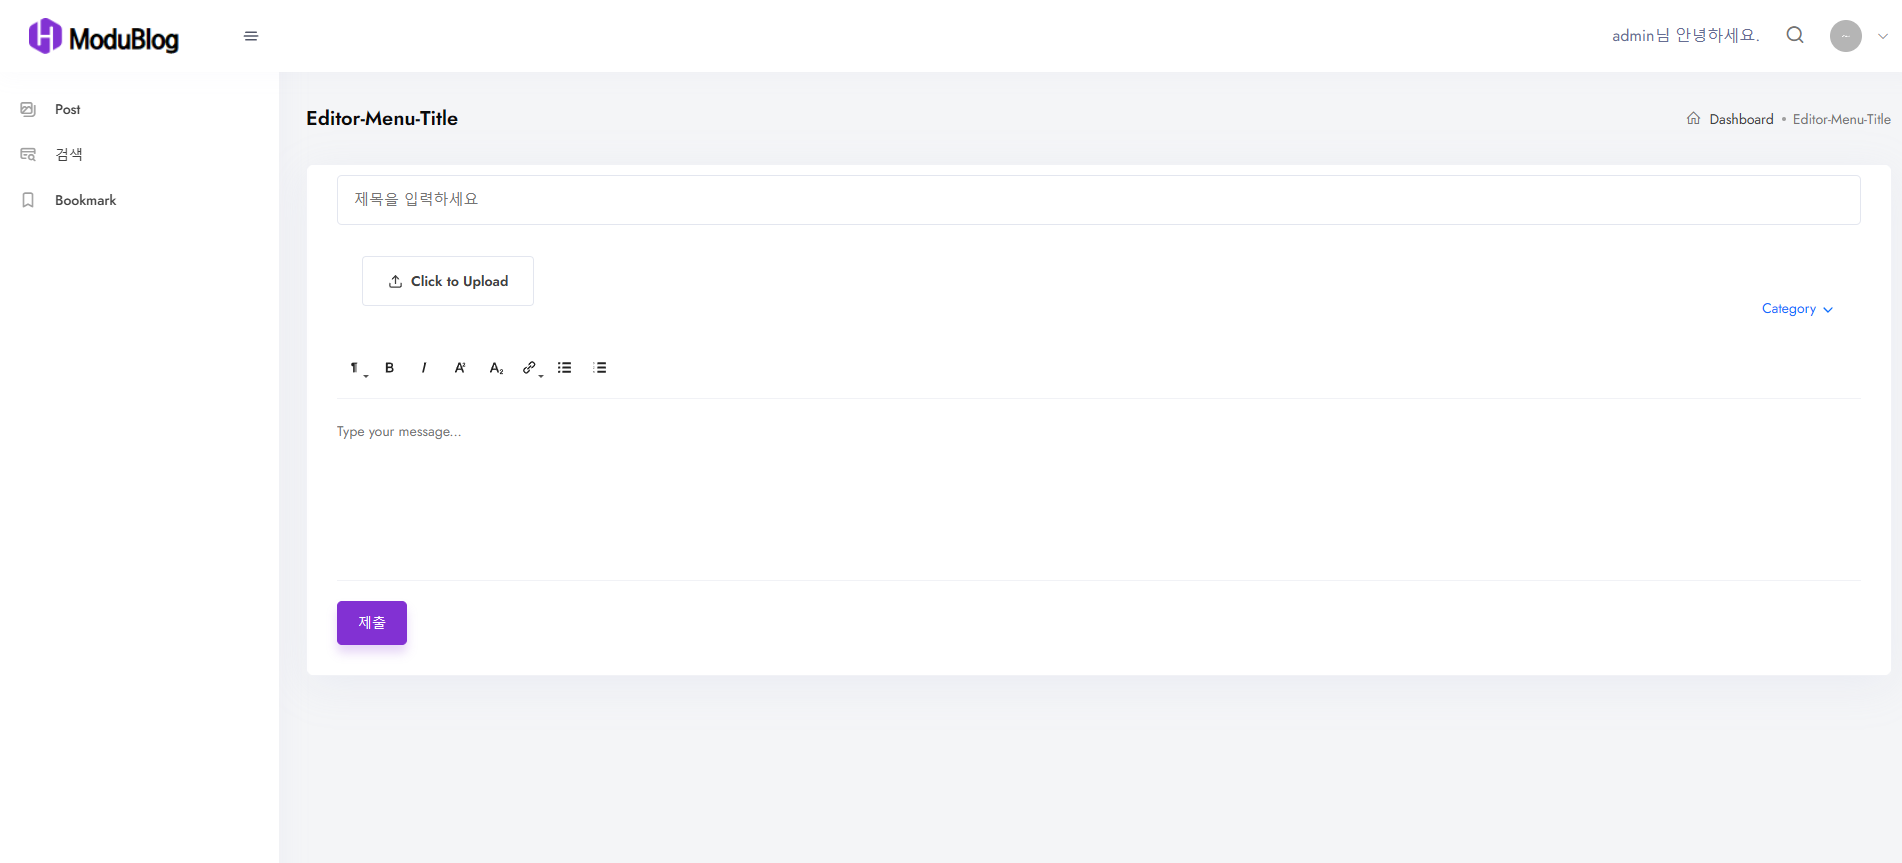 ModuBlog
admin님 안녕하세요.
Post
검색
Bookmark
Editor-Menu-Title
Dashboard • Editor-Menu-Title
제목을 입력하세요
Click to Upload
Category
¶ B I A² A₂
Type your message...
제출